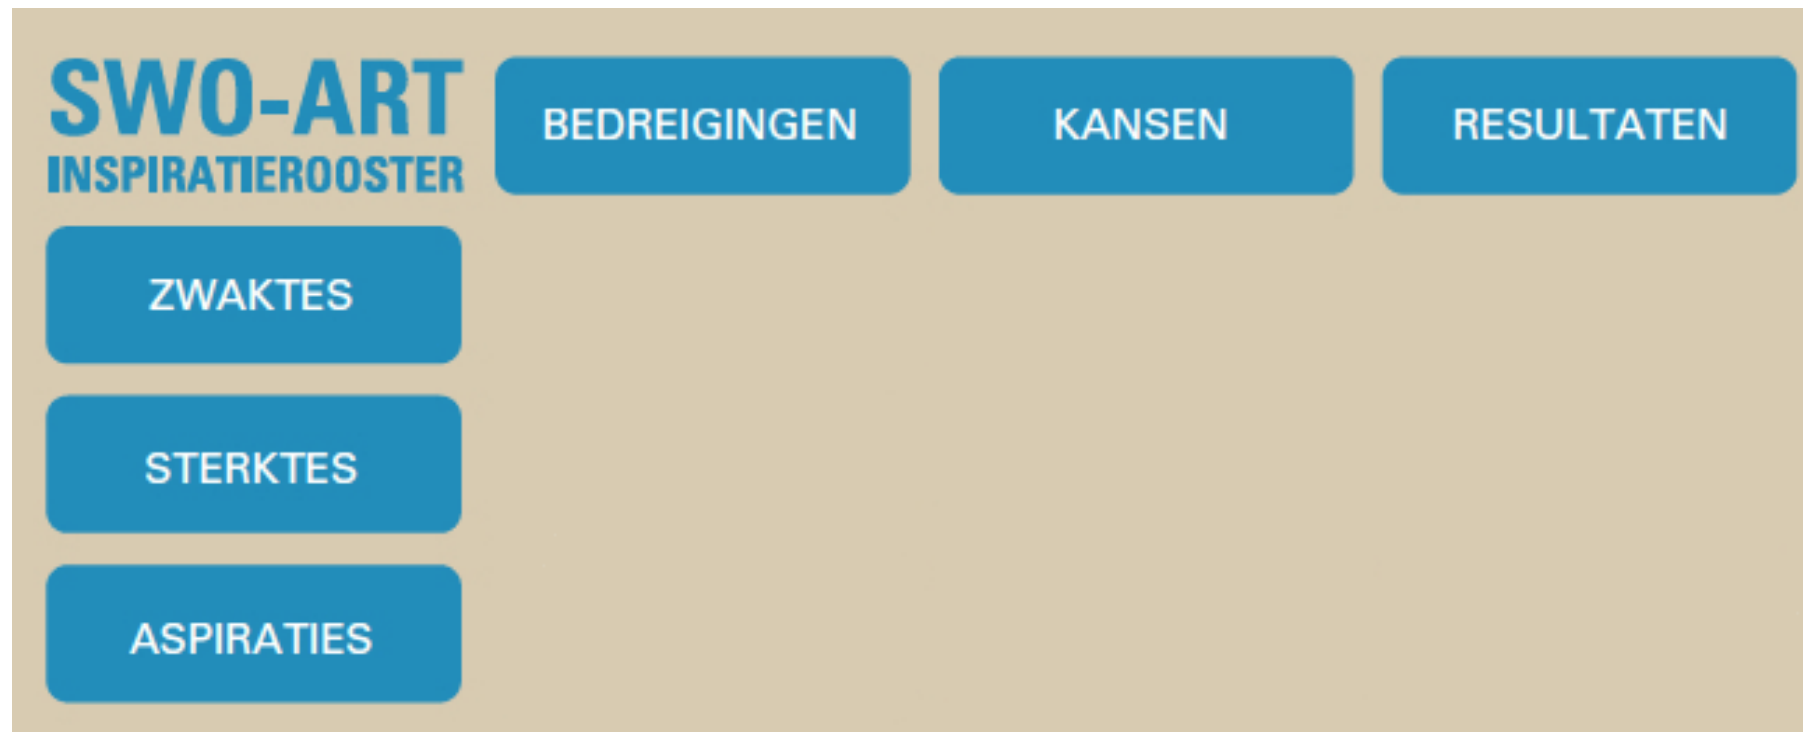 SWO-ART
INSPIRATIEROOSTER
BEDREIGINGEN
KANSEN
RESULTATEN
ZWAKTES
STERKTES
ASPIRATIES